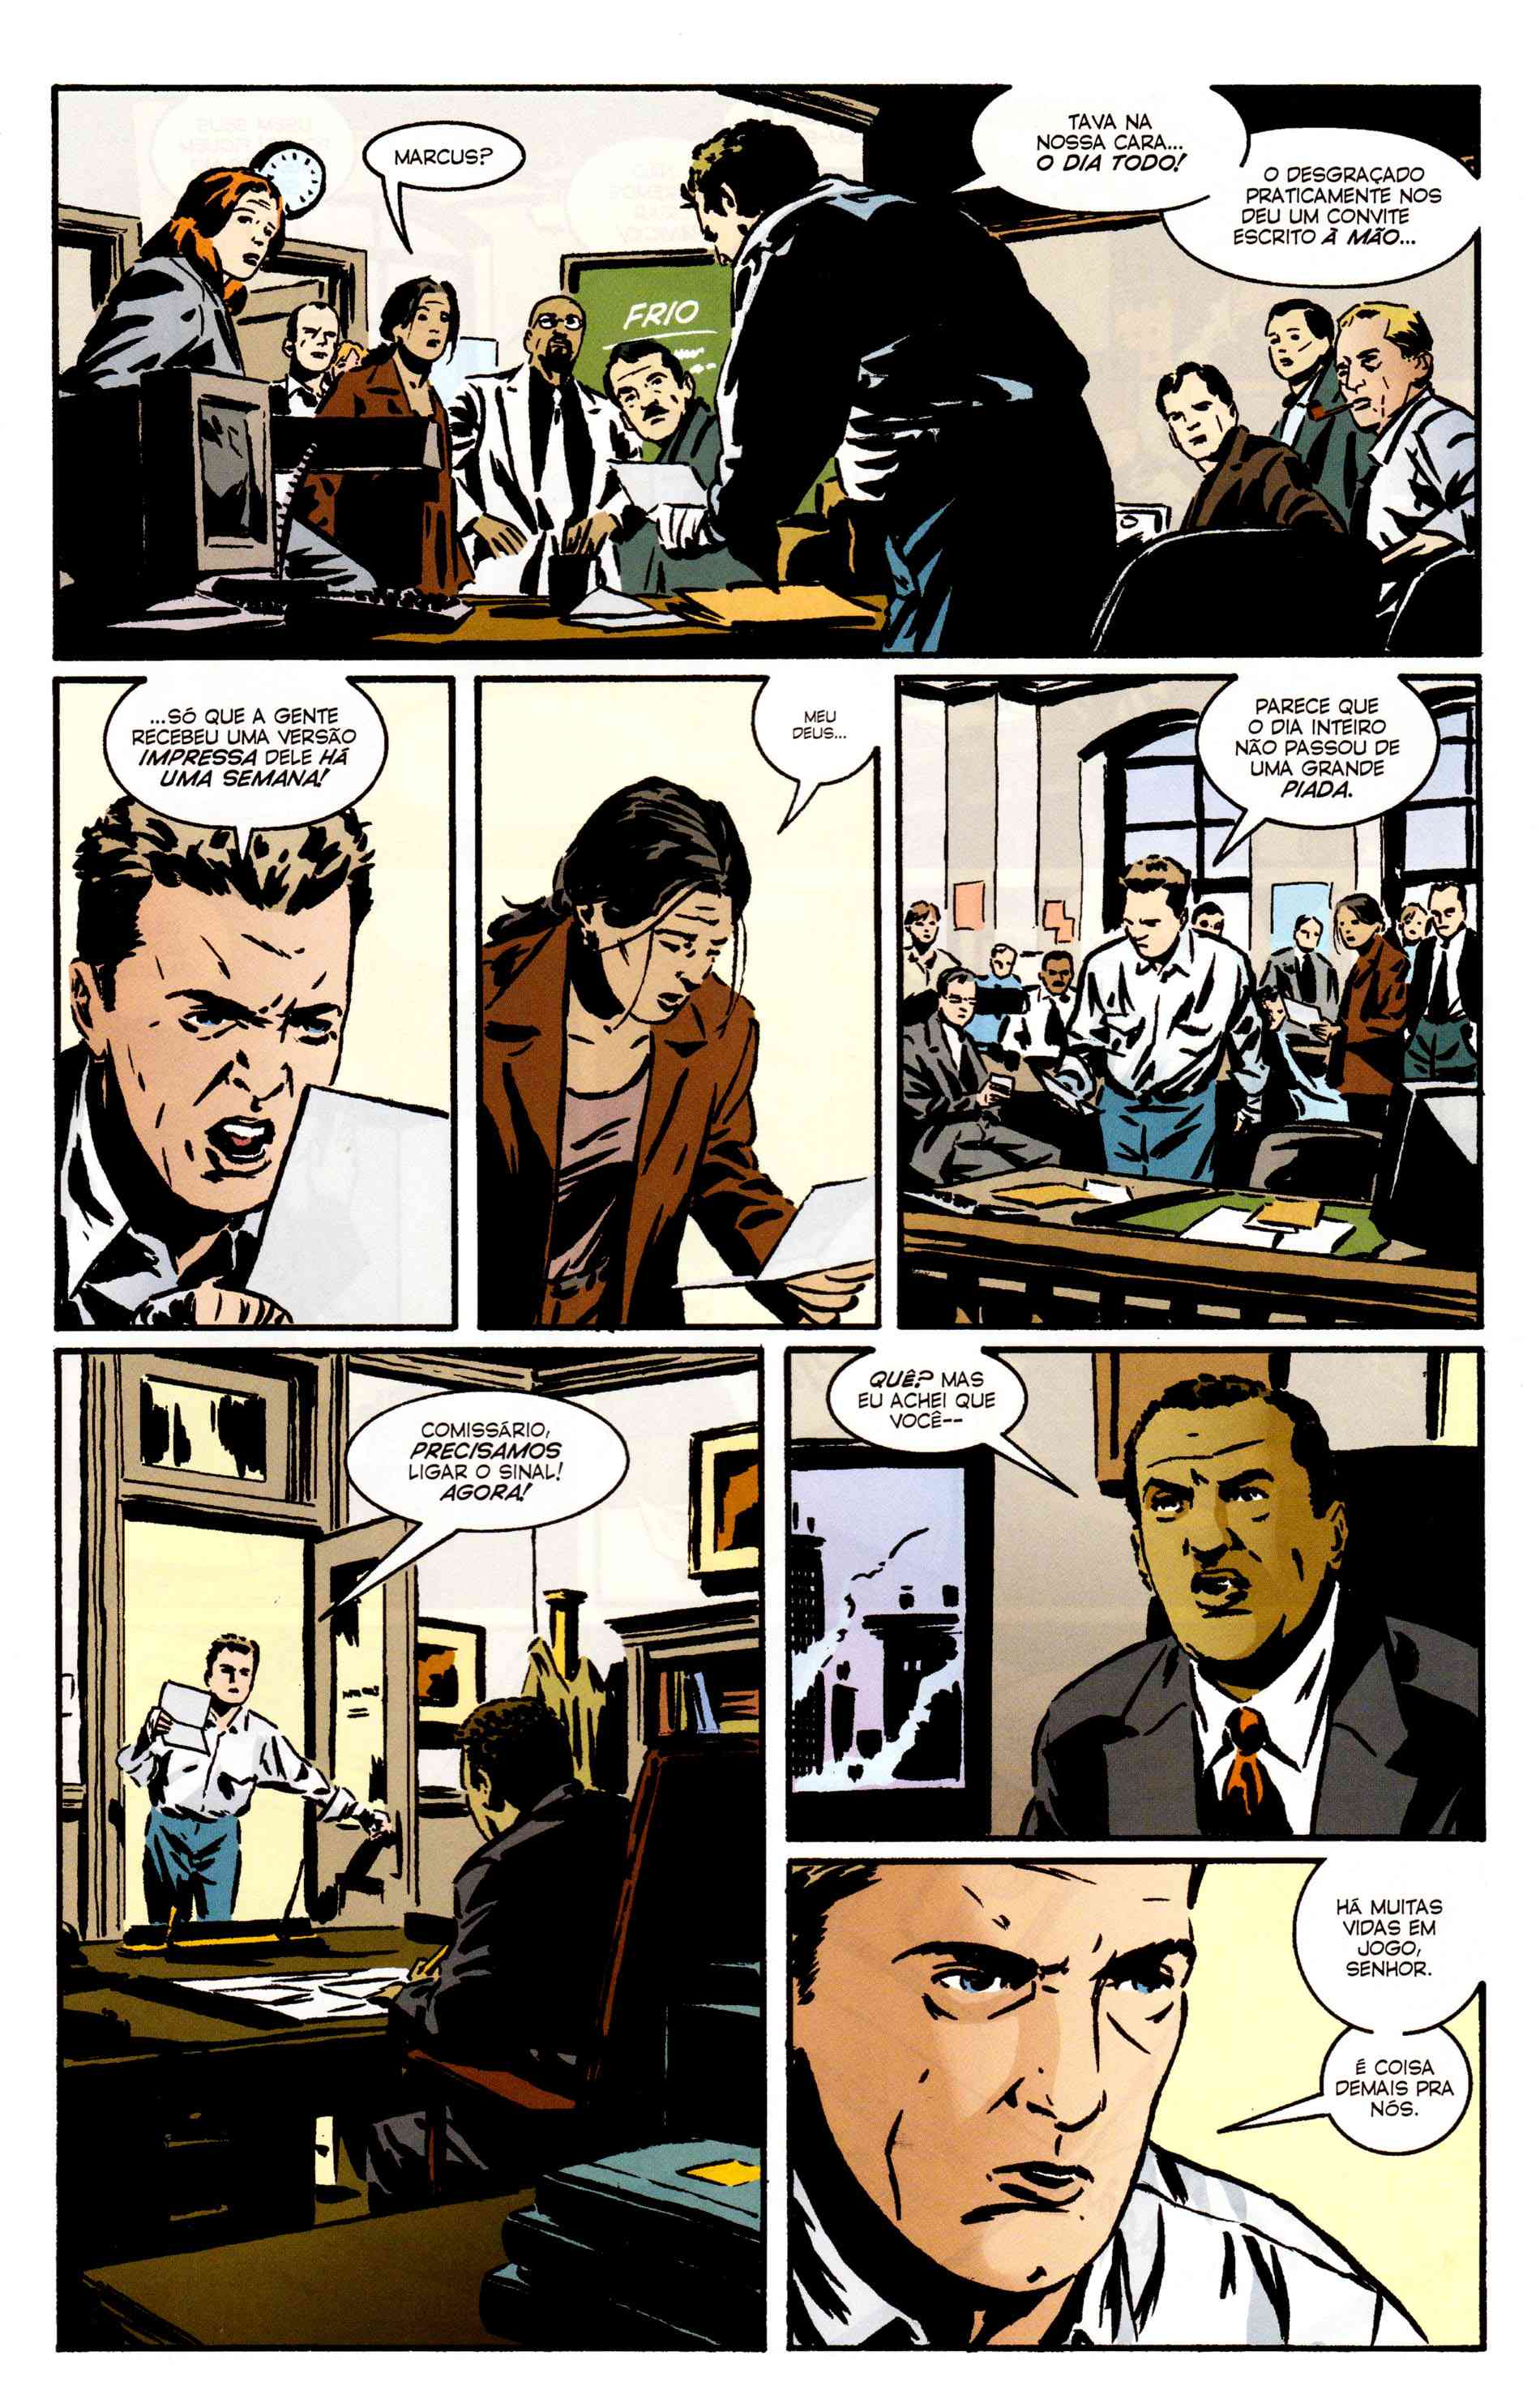 MARCUS?
TAVA NA
NOSSA CARA...
O DIA TODO!
O DESGRAÇADO
PRATICAMENTE NOS
DEU UM CONVITE
ESCRITO À MÃO...
FRIO
...SÓ QUE A GENTE
RECEBEU UMA VERSÃO
IMPRESSA DELE HÁ
UMA SEMANA!
MEU
DEUS...
PARECE QUE
O DIA INTEIRO
NÃO PASSOU DE
UMA GRANDE
PIADA.
COMISSÁRIO,
PRECISAMOS
LIGAR O SINAL!
AGORA!
QUÊ? MAS
EU ACHEI QUE
VOCÊ--
HÁ MUITAS
VIDAS EM
JOGO,
SENHOR.
É COISA
DEMAIS PRA
NÓS.